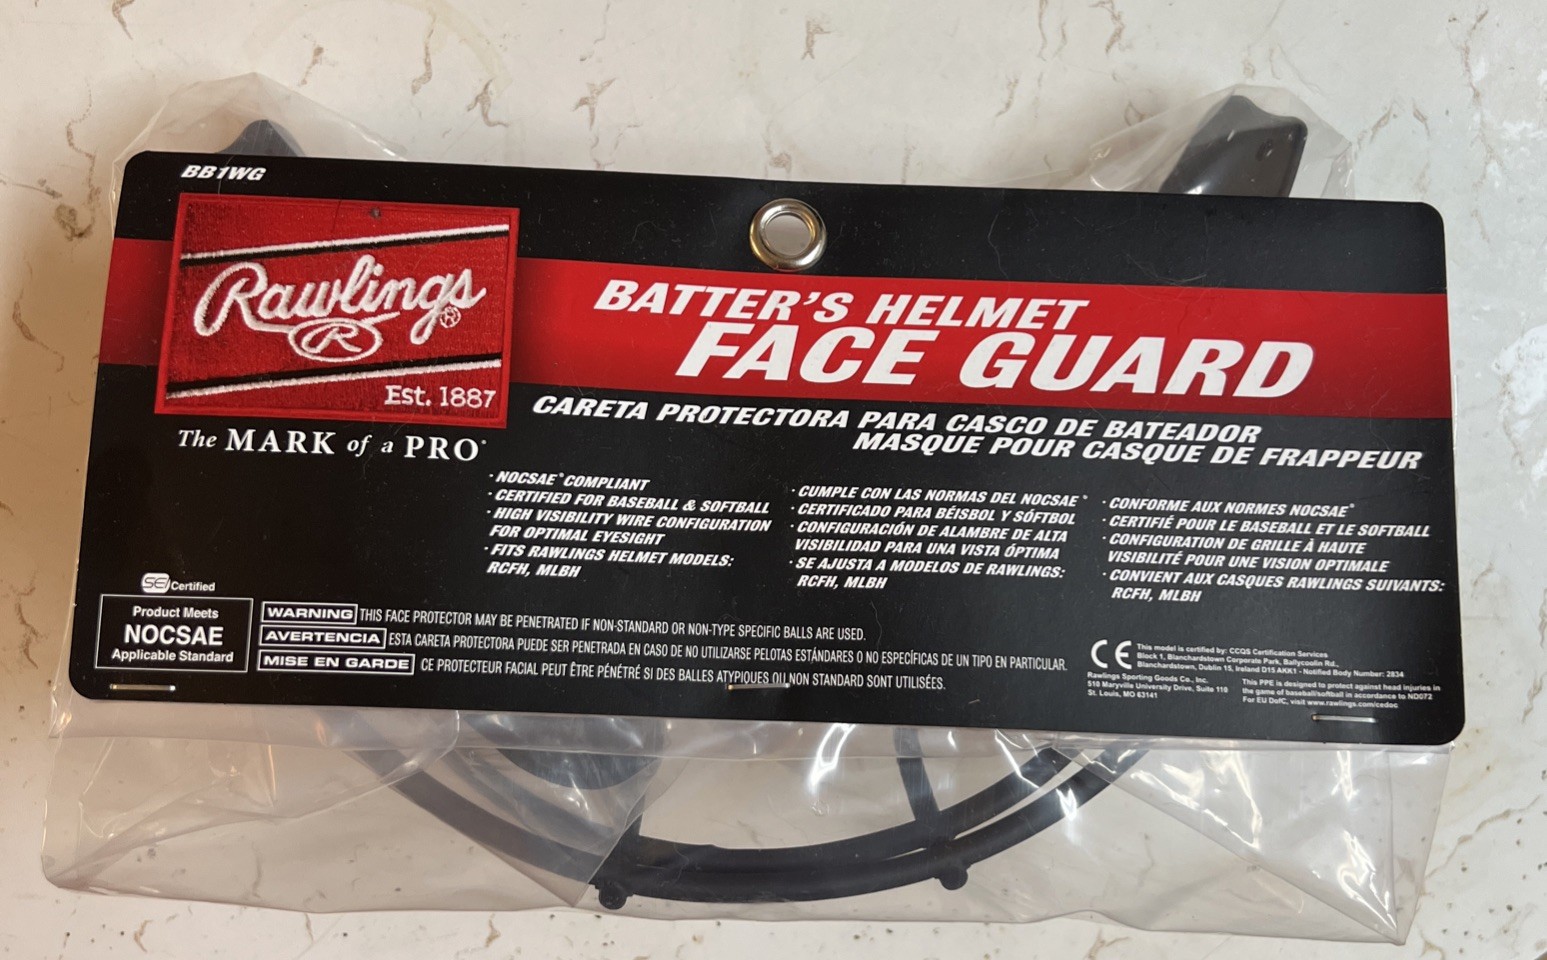 BB1WG
Rawlings®
R
Est. 1887
The MARK of a PRO®
BATTER'S HELMET
FACE GUARD
CARETA PROTECTORA PARA CASCO DE BATEADOR
MASQUE POUR CASQUE DE FRAPPEUR
· NOCSAE® COMPLIANT
· CERTIFIED FOR BASEBALL & SOFTBALL
· HIGH VISIBILITY WIRE CONFIGURATION
FOR OPTIMAL EYESIGHT
· FITS RAWLINGS HELMET MODELS:
RCFH, MLBH
· CUMPLE CON LAS NORMAS DEL NOCSAE®
· CERTIFICADO PARA BÉISBOL Y SÓFTBOL
· CONFIGURACIÓN DE ALAMBRE DE ALTA
VISIBILIDAD PARA UNA VISTA ÓPTIMA
· SE AJUSTA A MODELOS DE RAWLINGS:
RCFH, MLBH
· CONFORME AUX NORMES NOCSAE®
· CERTIFIÉ POUR LE BASEBALL ET LE SOFTBALL
· CONFIGURATION DE GRILLE À HAUTE
VISIBILITÉ POUR UNE VISION OPTIMALE
· CONVIENT AUX CASQUES RAWLINGS SUIVANTS:
RCFH, MLBH
SEI Certified
Product Meets
NOCSAE
Applicable Standard
WARNING THIS FACE PROTECTOR MAY BE PENETRATED IF NON-STANDARD OR NON-TYPE SPECIFIC BALLS ARE USED.
AVERTENCIA ESTA CARETA PROTECTORA PUEDE SER PENETRADA EN CASO DE NO UTILIZARSE PELOTAS ESTÁNDARES O NO ESPECÍFICAS DE UN TIPO EN PARTICULAR.
MISE EN GARDE CE PROTECTEUR FACIAL PEUT ÊTRE PÉNÉTRÉ SI DES BALLES ATYPIQUES OU NON STANDARD SONT UTILISÉES.
CE
This model is certified by: CCQS Certification Services
Block 1, Blanchardstown Corporate Park, Ballycoolin Rd.,
Blanchardstown, Dublin 15, Ireland D15 AKK1 · Notified Body Number: 2834
Rawlings Sporting Goods Co., Inc.
510 Maryville University Drive, Suite 110
St. Louis, MO 63141
This PPE is designed to protect against head injuries in
the game of baseball/softball in accordance to ND072
For EU DofC, visit www.rawlings.com/cedoc